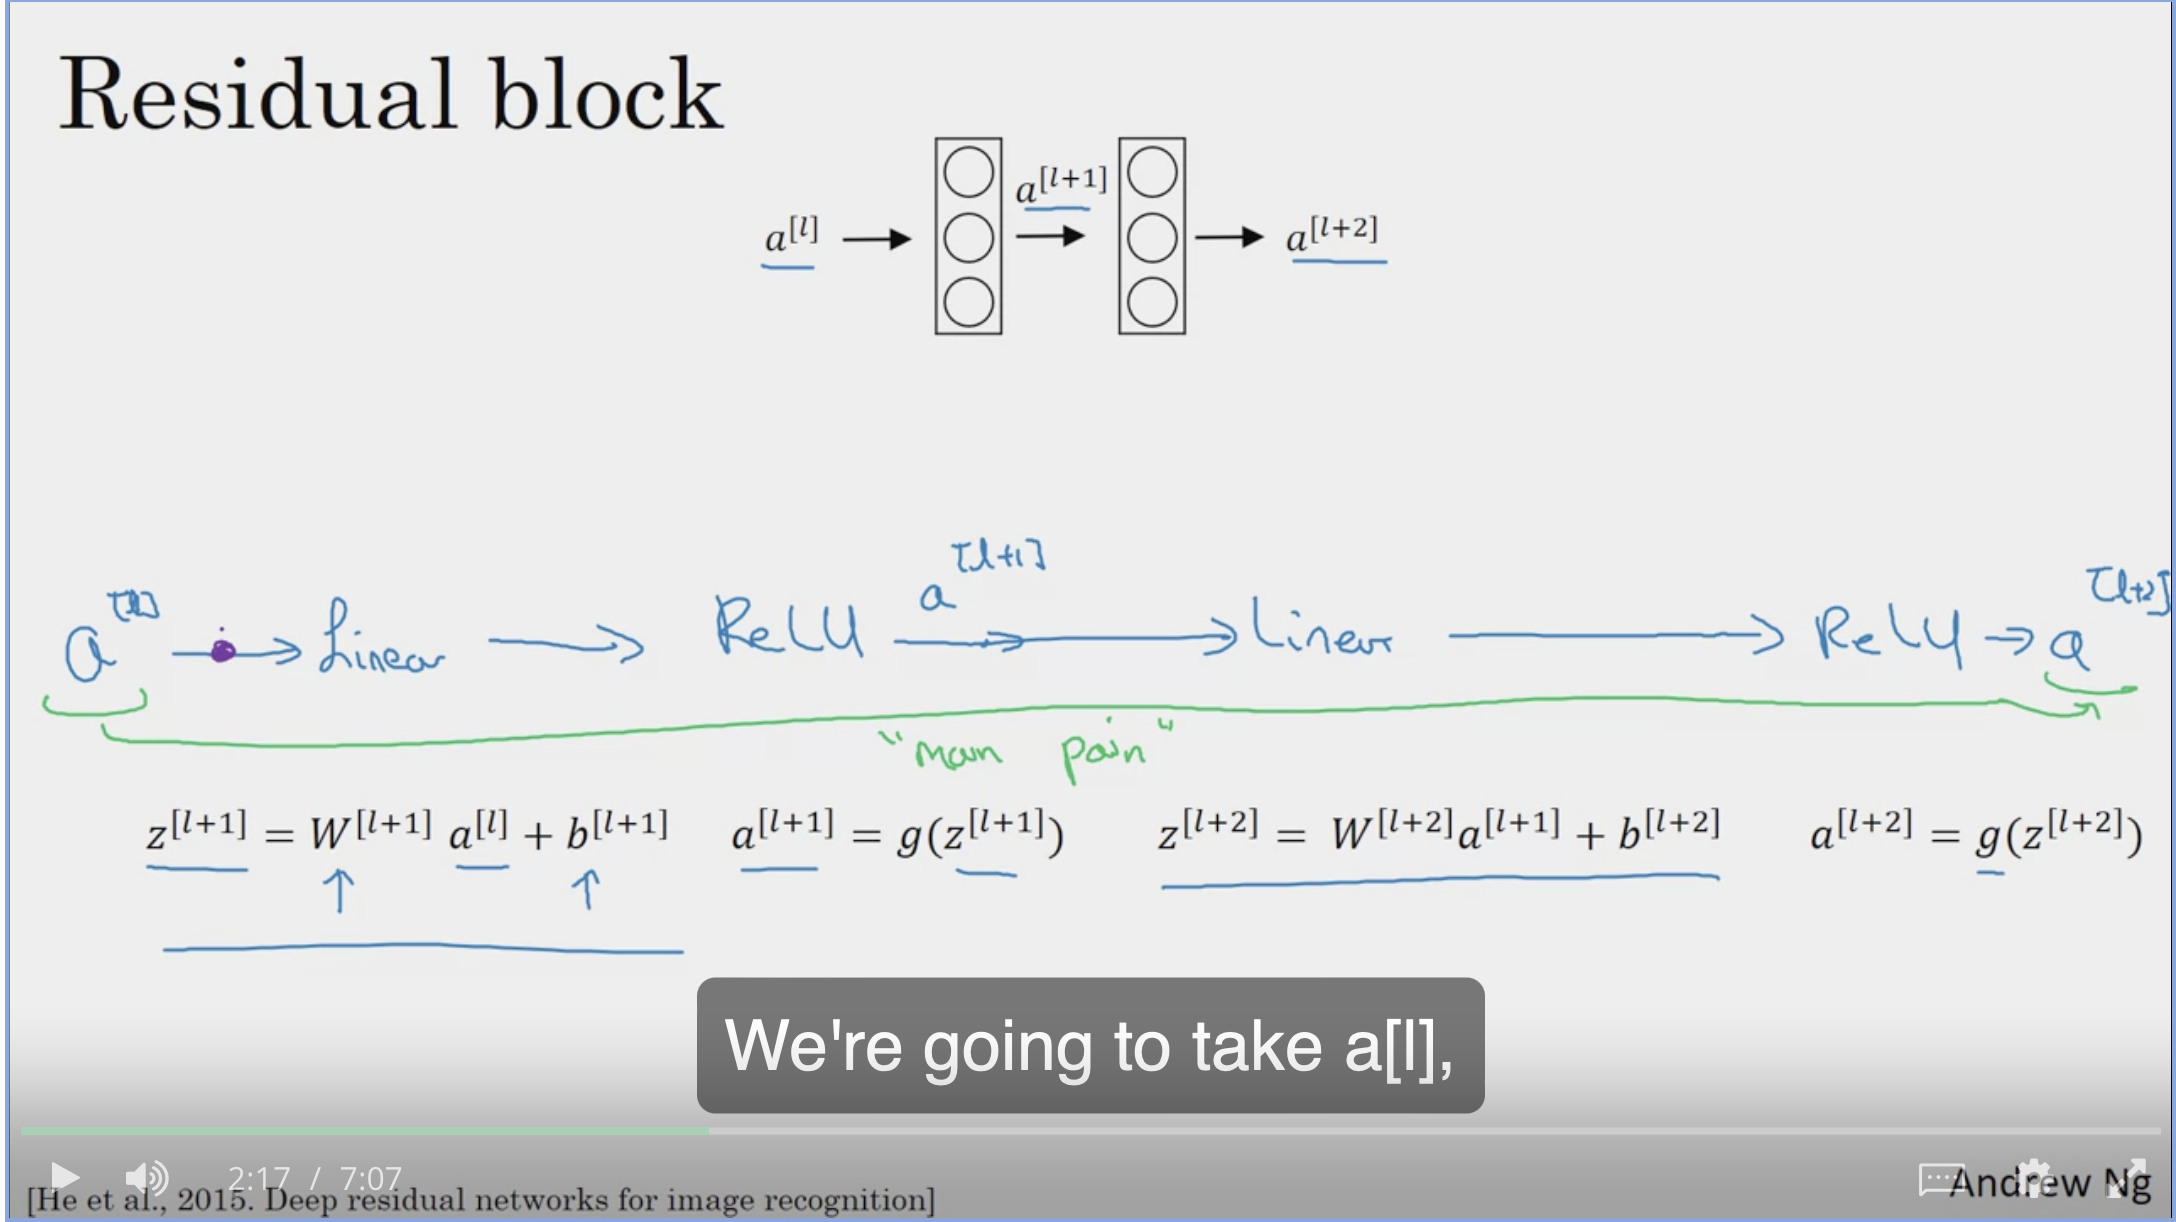 Residual block
a[l] → a[l+1] → → a[l+2]
a[l] → Linear → ReLU a[l+1] → Linear → ReLU → a[l+2]
"main path"
z[l+1] = W[l+1] a[l] + b[l+1] a[l+1] = g(z[l+1]) z[l+2] = W[l+2]a[l+1] + b[l+2] a[l+2] = g(z[l+2])
We're going to take a[l],
2:17 / 7:07
[He et al., 2015. Deep residual networks for image recognition]
Andrew Ng